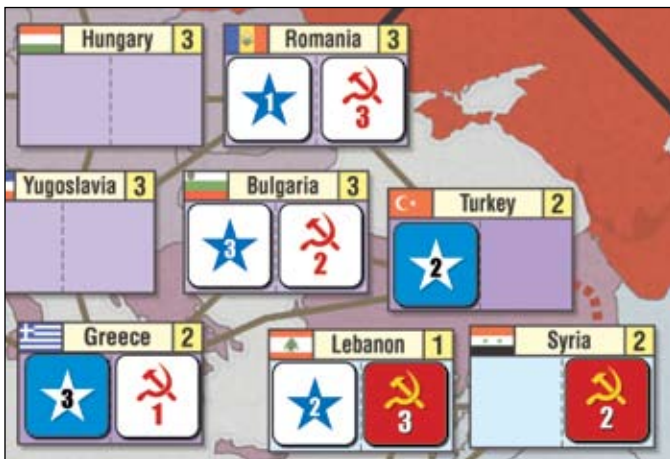 Hungary 3
Romania 3
1 3
Yugoslavia 3
Bulgaria 3
3 2
Turkey 2
2
Greece 2
3 1
Lebanon 1
2 3
Syria 2
2